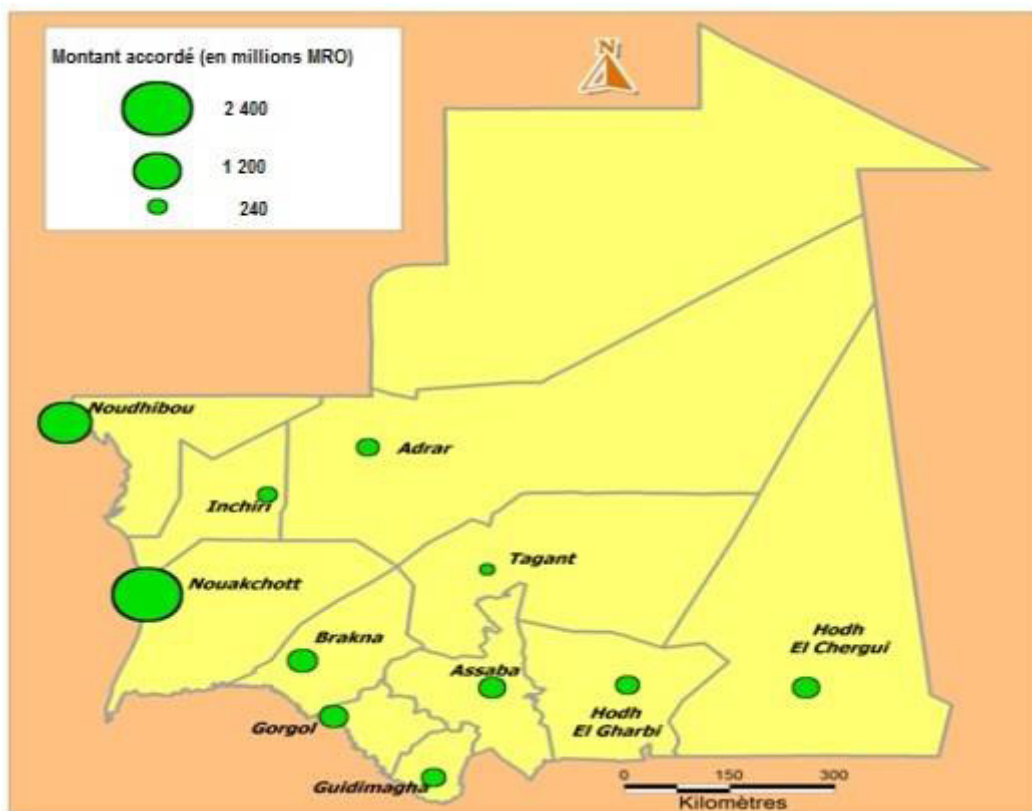 Montant accordé (en millions MRO)
2 400
1 200
240
N
Noudhibou
Adrar
Inchiri
Tagant
Nouakchott
Brakna
Hodh
El Chergui
Assaba
Hodh
El Gharbi
Gorgol
Guidimagha
0 150 300
Kilomètres